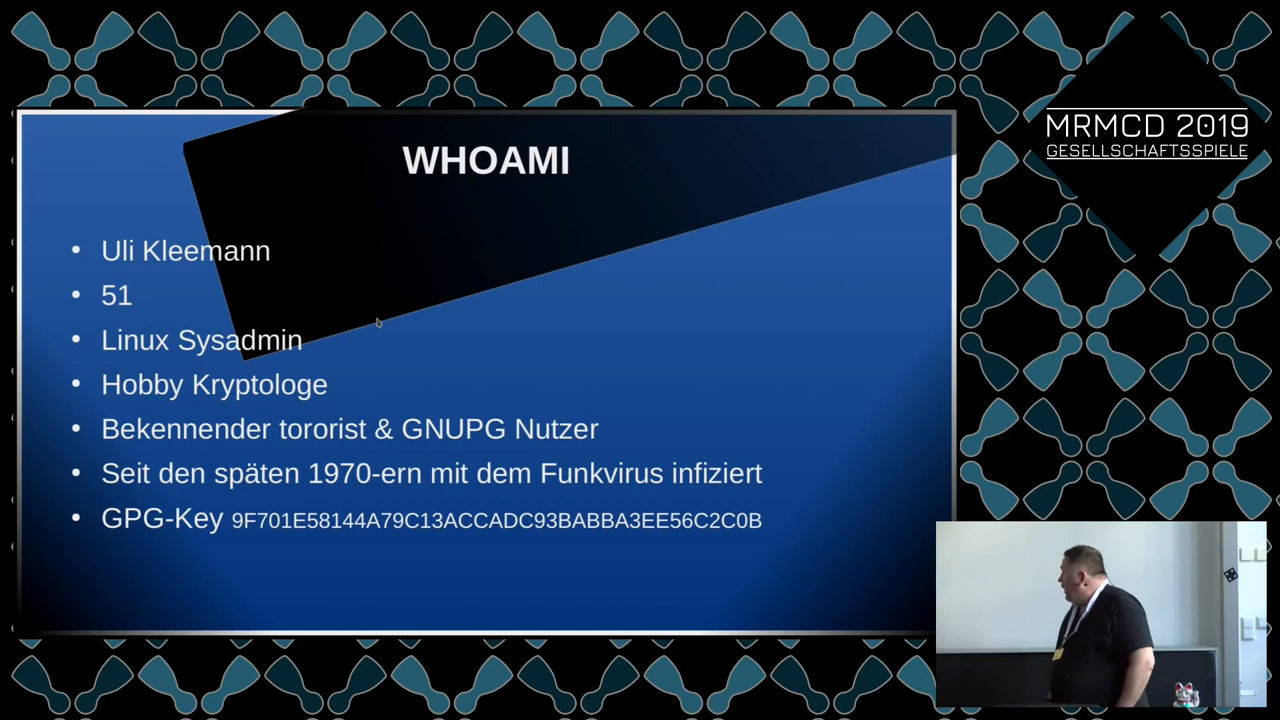 MRMCD 2019
GESELLSCHAFTSSPIELE
WHOAMI
• Uli Kleemann
• 51
• Linux Sysadmin
• Hobby Kryptologe
• Bekennender tororist & GNUPG Nutzer
• Seit den späten 1970-ern mit dem Funkvirus infiziert
• GPG-Key 9F701E58144A79C13ACCADC93BABBA3EE56C2C0B